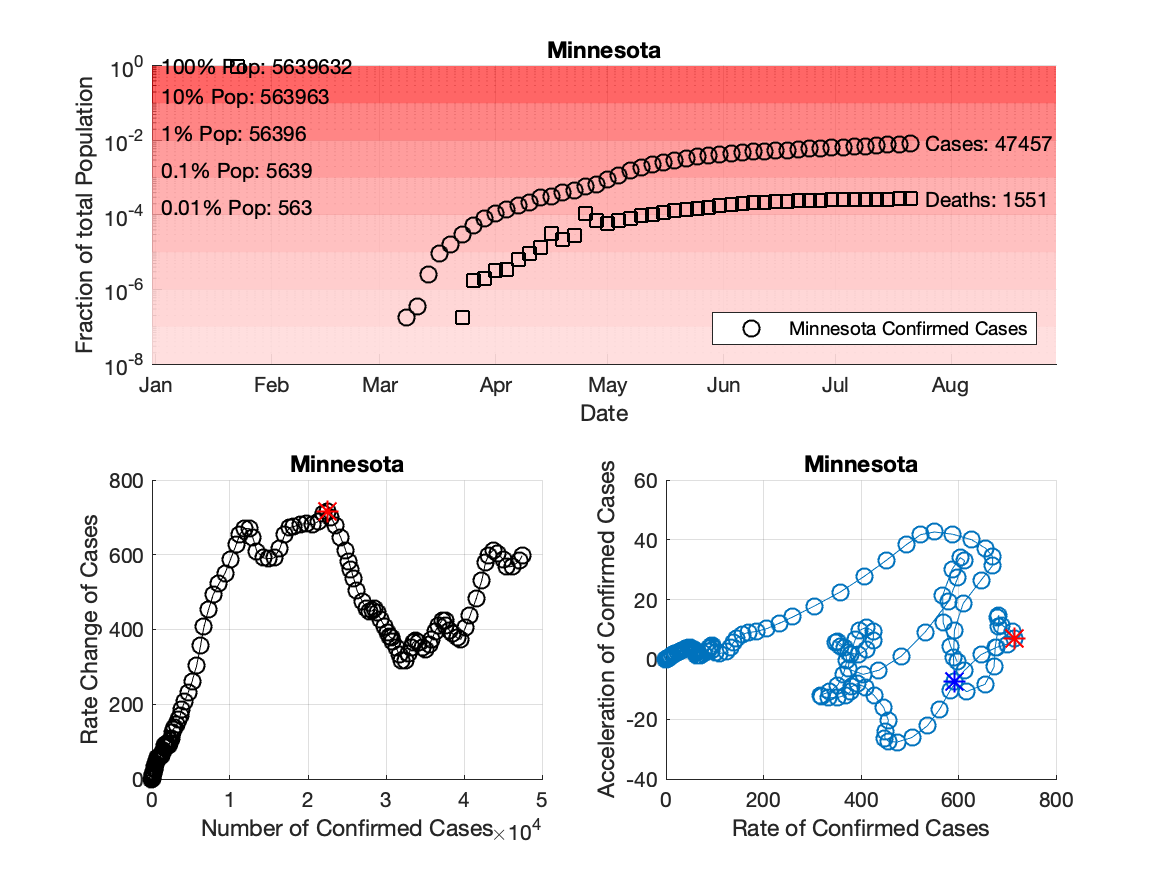 Minnesota
10^0
10^-2
10^-4
10^-6
10^-8
Fraction of total Population
100% Pop: 5639632
10% Pop: 563963
1% Pop: 56396
0.1% Pop: 5639
0.01% Pop: 563
Cases: 47457
Deaths: 1551
Minnesota Confirmed Cases
Jan Feb Mar Apr May Jun Jul Aug
Date
Minnesota
800
600
400
200
0
Rate Change of Cases
0 1 2 3 4 5
Number of Confirmed Cases ×10^4
Minnesota
60
40
20
0
-20
-40
Acceleration of Confirmed Cases
0 200 400 600 800
Rate of Confirmed Cases